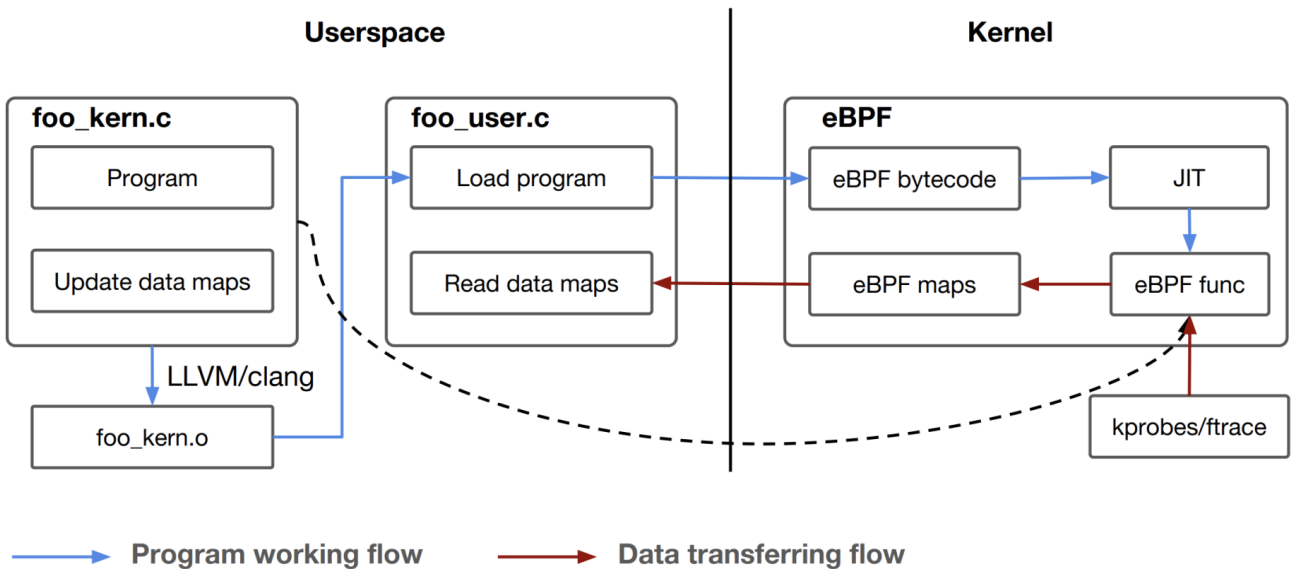 Userspace
Kernel
foo_kern.c
foo_user.c
eBPF
Program
Load program
eBPF bytecode
JIT
Update data maps
Read data maps
eBPF maps
eBPF func
LLVM/clang
foo_kern.o
kprobes/ftrace
Program working flow
Data transferring flow